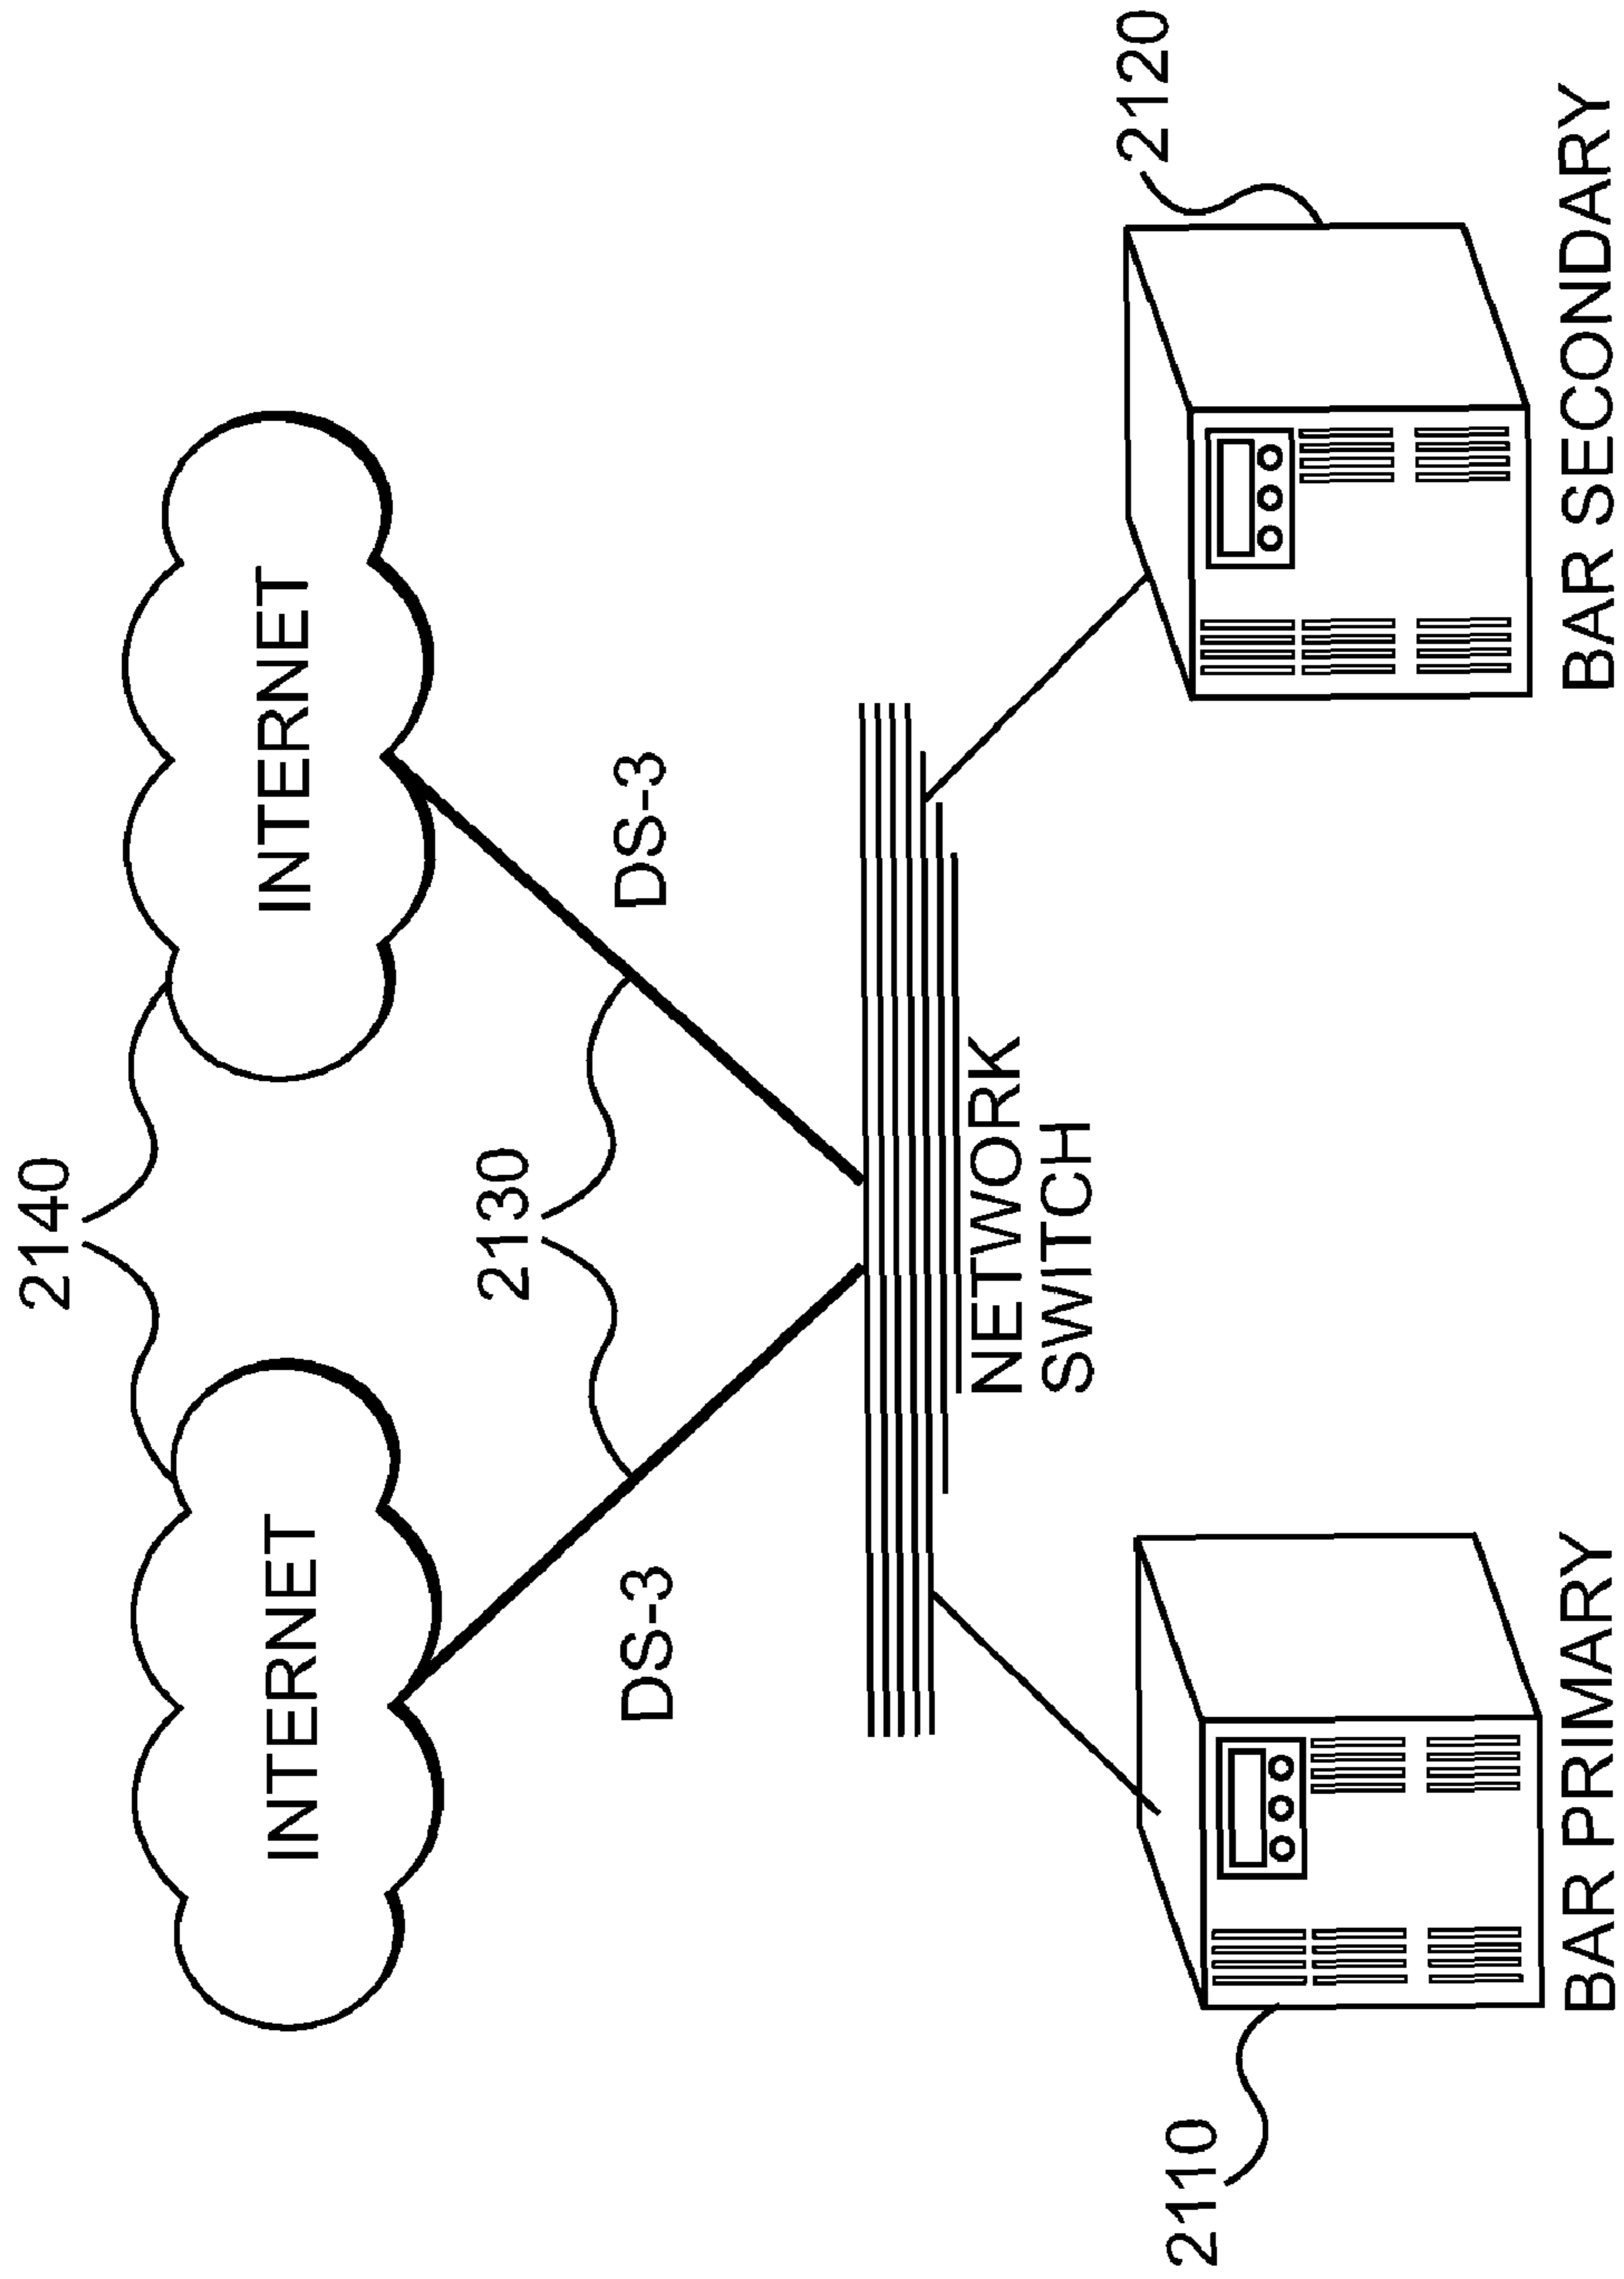 2140
INTERNET
INTERNET
2130
DS-3
DS-3
NETWORK
SWITCH
2110
2120
BAR PRIMARY
BAR SECONDARY